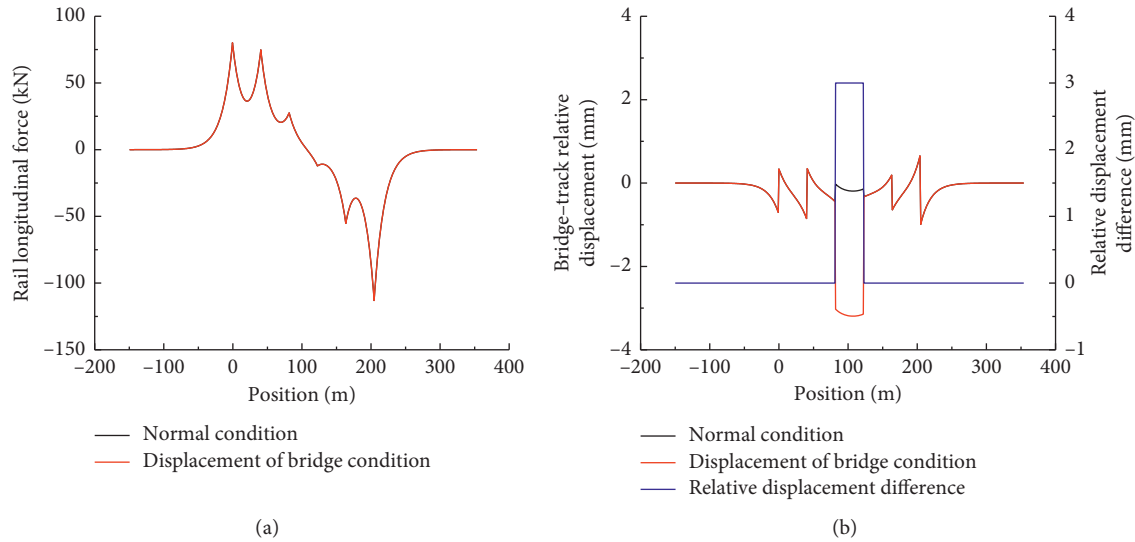 100
50
0
−50
−100
−150
Rail longitudinal force (kN)
−200
−100
0
100
200
300
400
Position (m)
Normal condition
Displacement of bridge condition
(a)
4
2
0
−2
−4
Bridge–track relative
displacement (mm)
4
3
2
1
0
−1
Relative displacement
difference (mm)
−200
−100
0
100
200
300
400
Position (m)
Normal condition
Displacement of bridge condition
Relative displacement difference
(b)